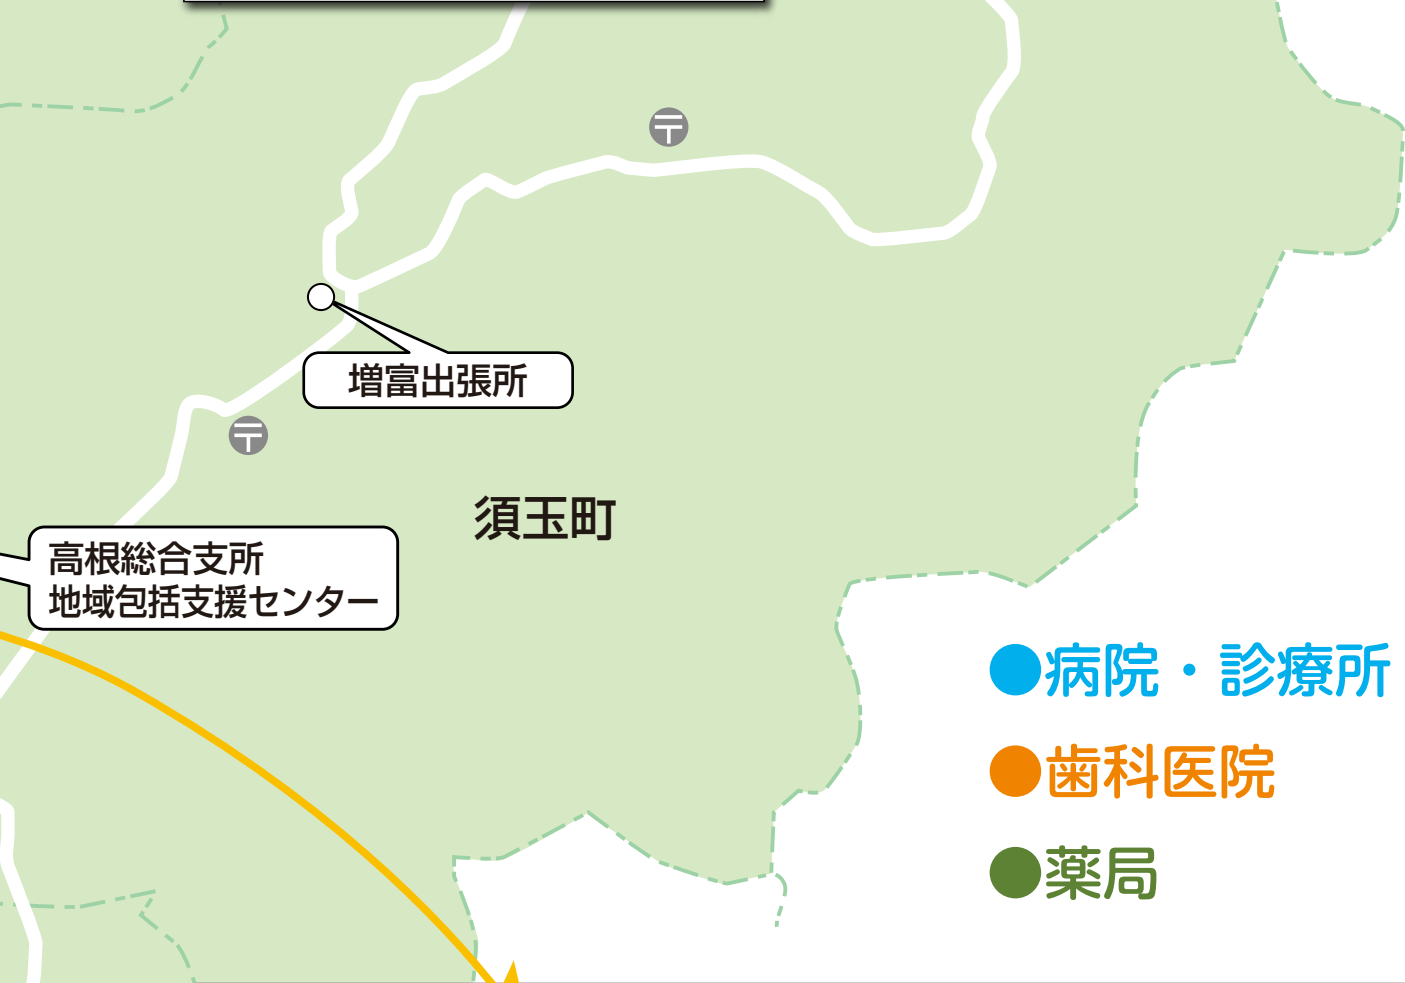 増富出張所
須玉町
高根総合支所
地域包括支援センター
●病院・診療所
●歯科医院
●薬局